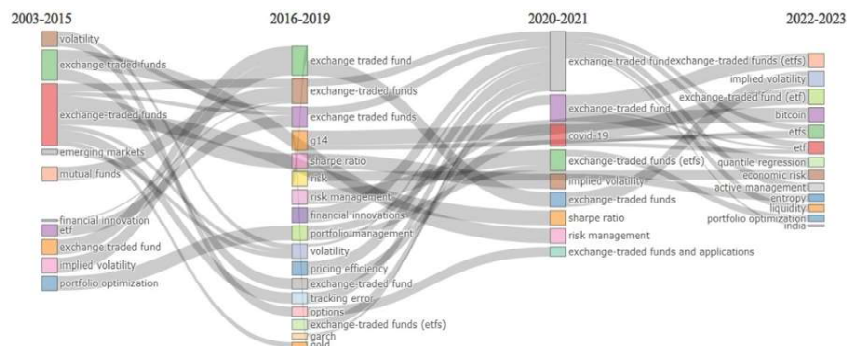 2003-2015
volatility
exchange-traded funds
exchange-traded funds
emerging markets
mutual funds
financial innovation
etf
exchange traded fund
implied volatility
portfolio optimization
2016-2019
exchange traded fund
exchange-traded funds
exchange traded funds
g14
sharpe ratio
risk
risk management
financial innovations
portfolio management
volatility
pricing efficiency
exchange-traded fund
tracking error
options
exchange-traded funds (etfs)
garch
gold
2020-2021
exchange traded funds
exchange-traded fund
covid-19
exchange-traded funds (etfs)
implied volatility
exchange-traded funds
sharpe ratio
risk management
exchange-traded funds and applications
2022-2023
exchange-traded funds (etfs)
implied volatility
exchange-traded fund (etf)
bitcoin
etfs
etf
quantile regression
economic risk
active management
entropy
liquidity
portfolio optimization
india